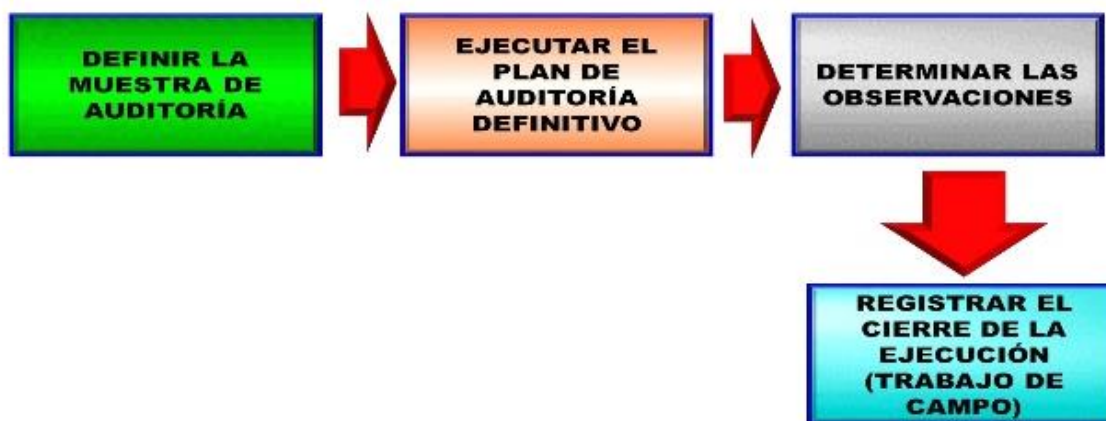 DEFINIR LA
MUESTRA DE
AUDITORÍA
EJECUTAR EL
PLAN DE
AUDITORÍA
DEFINITIVO
DETERMINAR LAS
OBSERVACIONES
REGISTRAR EL
CIERRE DE LA
EJECUCIÓN
(TRABAJO DE
CAMPO)